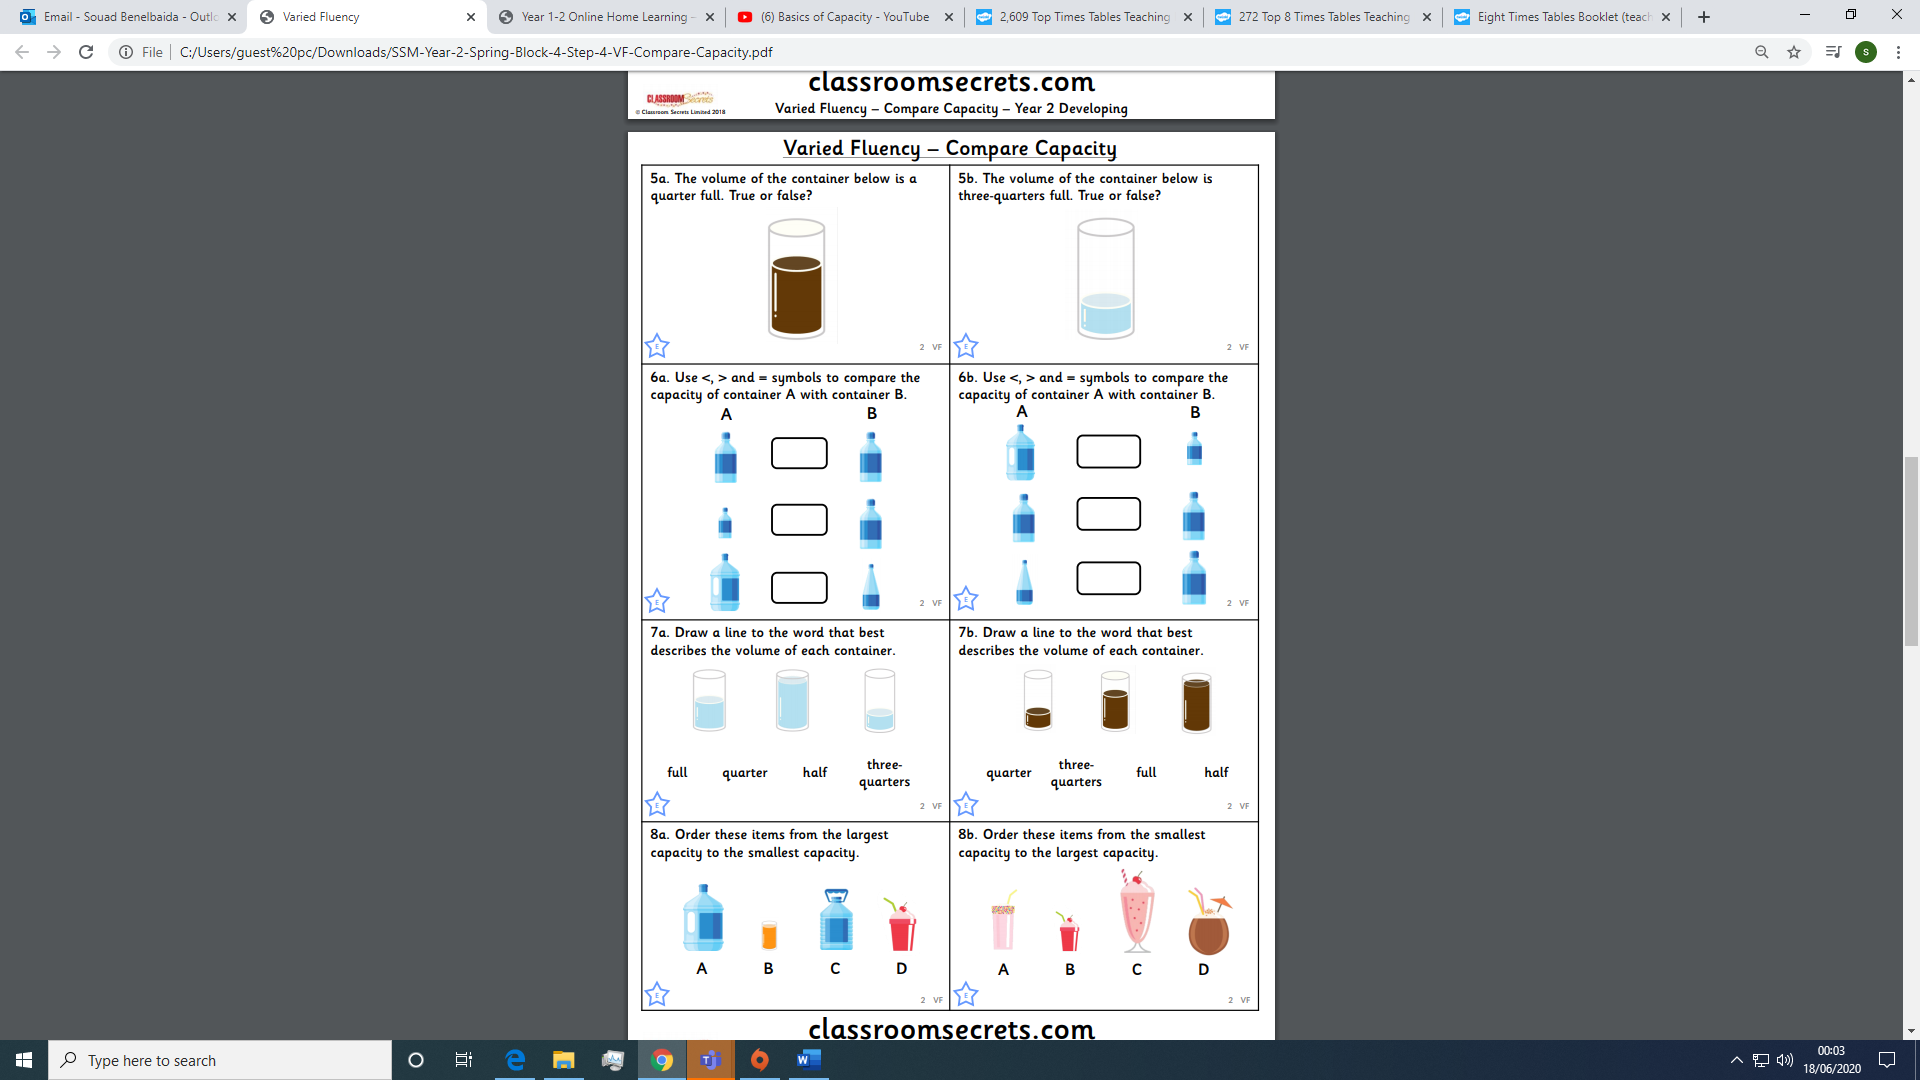 Email - Souad Benelbaida - Outlo
Varied Fluency
Year 1-2 Online Home Learning -
(6) Basics of Capacity - YouTube
2,609 Top Times Tables Teaching
272 Top 8 Times Tables Teaching
Eight Times Tables Booklet (teach
File
C:/Users/guest%20pc/Downloads/SSM-Year-2-Spring-Block-4-Step-4-VF-Compare-Capacity.pdf
s
classroomsecrets.com
CLASSROOM Secrets
© Classroom Secrets Limited 2018
Varied Fluency – Compare Capacity – Year 2 Developing
Varied Fluency – Compare Capacity
5a. The volume of the container below is a
quarter full. True or false?
E
2 VF
5b. The volume of the container below is
three-quarters full. True or false?
E
2 VF
6a. Use <, > and = symbols to compare the
capacity of container A with container B.
A B
E
2 VF
6b. Use <, > and = symbols to compare the
capacity of container A with container B.
A B
E
2 VF
7a. Draw a line to the word that best
describes the volume of each container.
full quarter half three-
quarters
E
2 VF
7b. Draw a line to the word that best
describes the volume of each container.
quarter three-
quarters full half
E
2 VF
8a. Order these items from the largest
capacity to the smallest capacity.
A B C D
E
2 VF
8b. Order these items from the smallest
capacity to the largest capacity.
A B C D
E
2 VF
classroomsecrets.com
Type here to search
00:03
18/06/2020